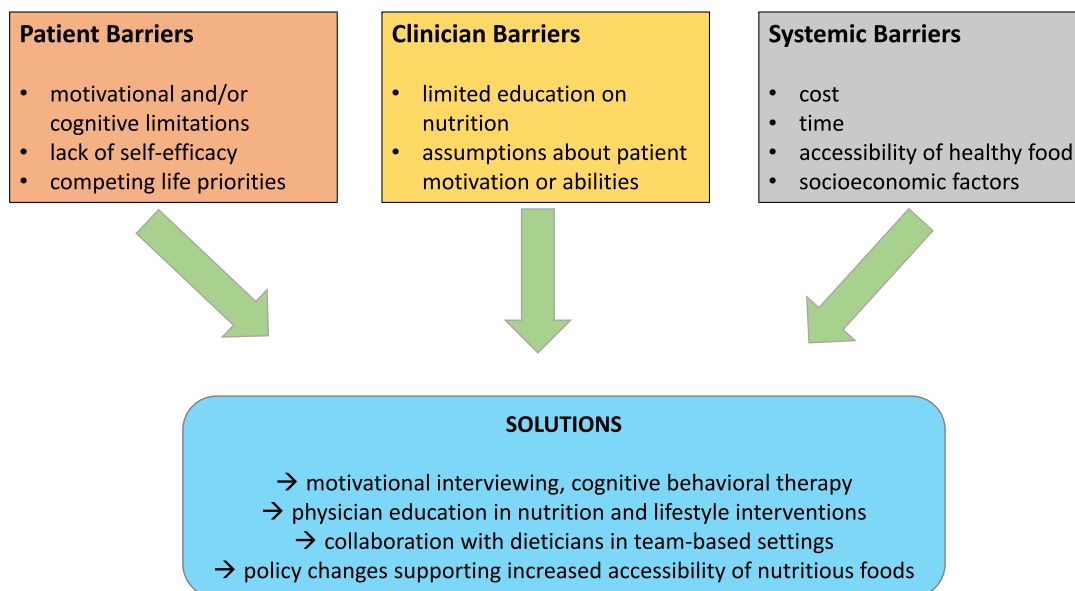 Patient Barriers
• motivational and/or
cognitive limitations
• lack of self-efficacy
• competing life priorities
Clinician Barriers
• limited education on
nutrition
• assumptions about patient
motivation or abilities
Systemic Barriers
• cost
• time
• accessibility of healthy food
• socioeconomic factors
SOLUTIONS
→ motivational interviewing, cognitive behavioral therapy
→ physician education in nutrition and lifestyle interventions
→ collaboration with dieticians in team-based settings
→ policy changes supporting increased accessibility of nutritious foods